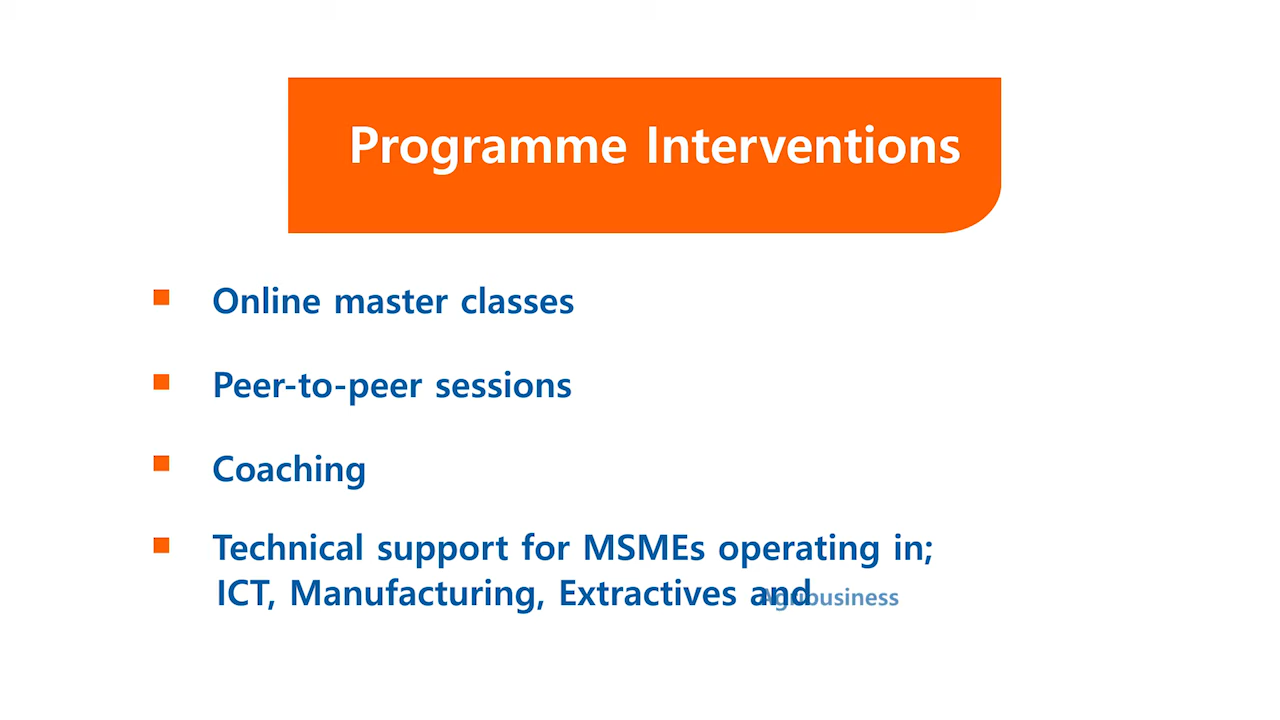 Programme Interventions
Online master classes
Peer-to-peer sessions
Coaching
Technical support for MSMEs operating in;
ICT, Manufacturing, Extractives and Agribusiness